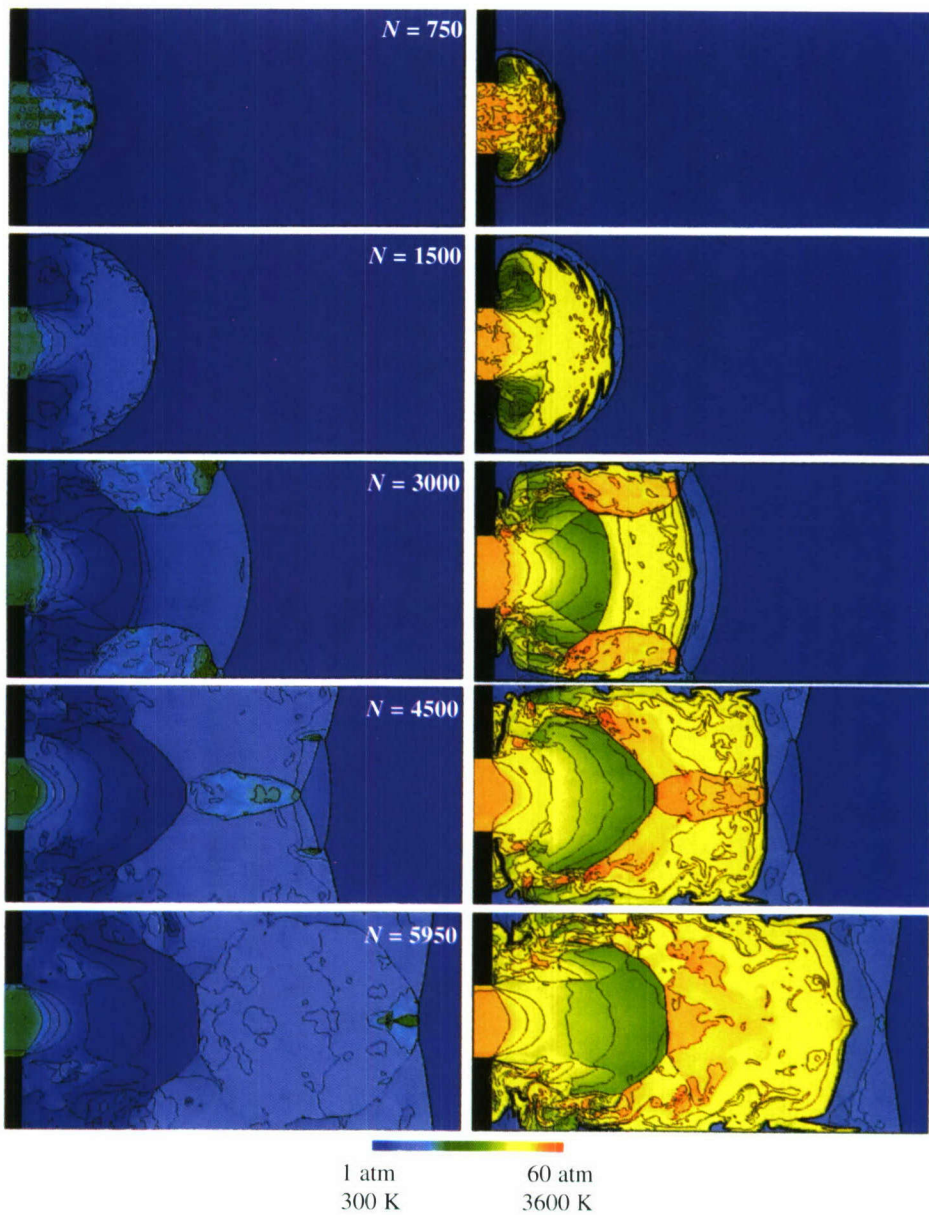 N = 750
N = 1500
N = 3000
N = 4500
N = 5950
1 atm 60 atm
300 K 3600 K